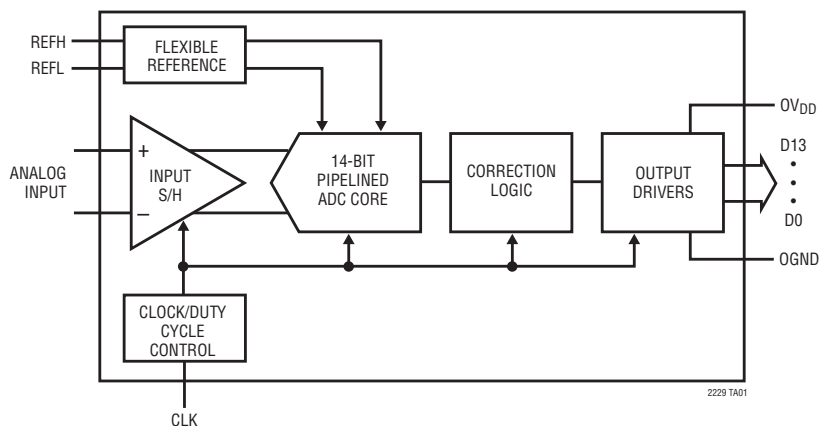 REFH
REFL
FLEXIBLE
REFERENCE
ANALOG
INPUT
+
−
INPUT
S/H
14-BIT
PIPELINED
ADC CORE
CORRECTION
LOGIC
OUTPUT
DRIVERS
OVDD
D13
•
•
•
D0
OGND
CLOCK/DUTY
CYCLE
CONTROL
CLK
2229 TA01